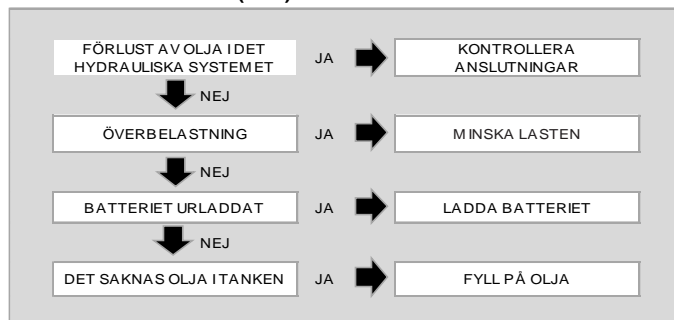 FÖRLUST AV OLJA I DET
HYDRAULISKA SYSTEMET
JA
KONTROLLERA
ANSLUTNINGAR
NEJ
ÖVERBELASTNING
JA
MINSKA LASTEN
NEJ
BATTERIET URLADDAT
JA
LADDA BATTERIET
NEJ
DET SAKNAS OLJA I TANKEN
JA
FYLL PÅ OLJA